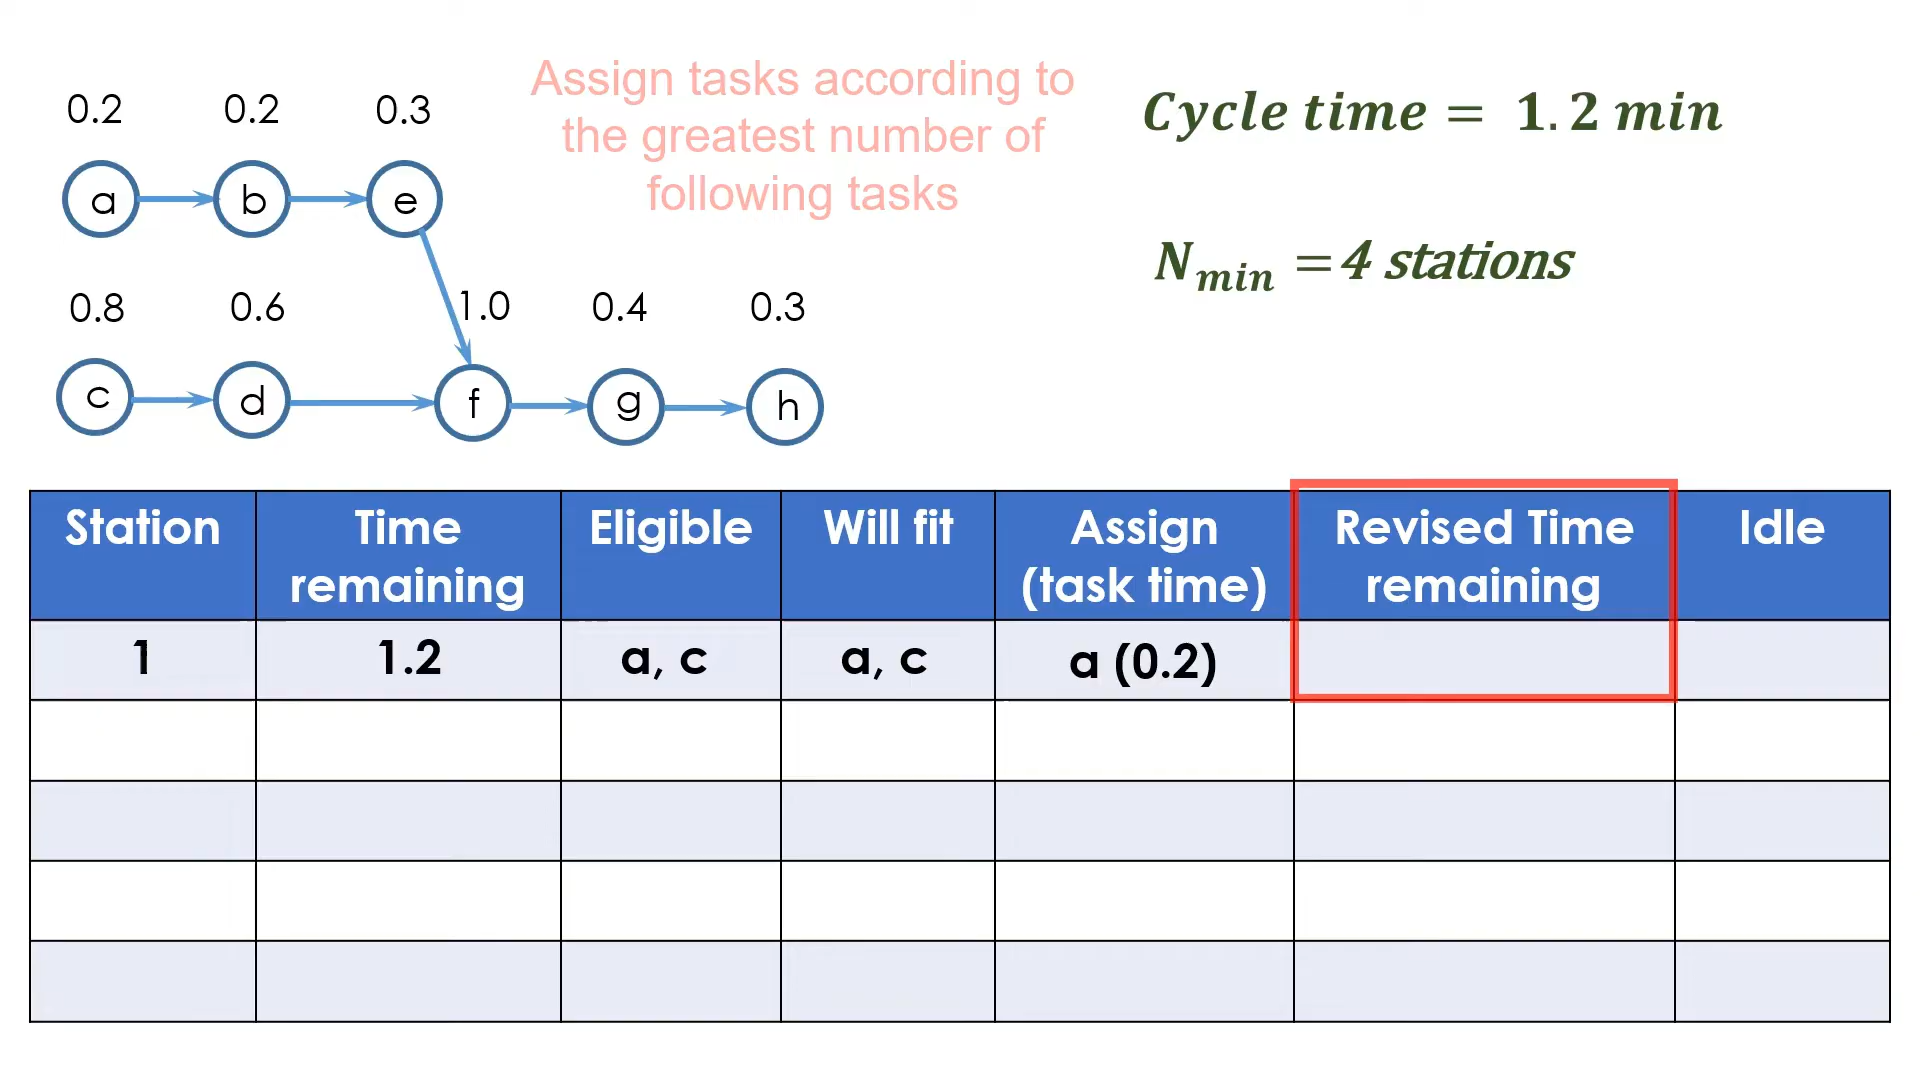 Assign tasks according to
the greatest number of
following tasks
Cycle time = 1.2 min
N_min = 4 stations
0.2 0.2 0.3
a b e
0.8 0.6 1.0 0.4 0.3
c d f g h
Station Time remaining Eligible Will fit Assign (task time) Revised Time remaining Idle
1 1.2 a, c a, c a (0.2)